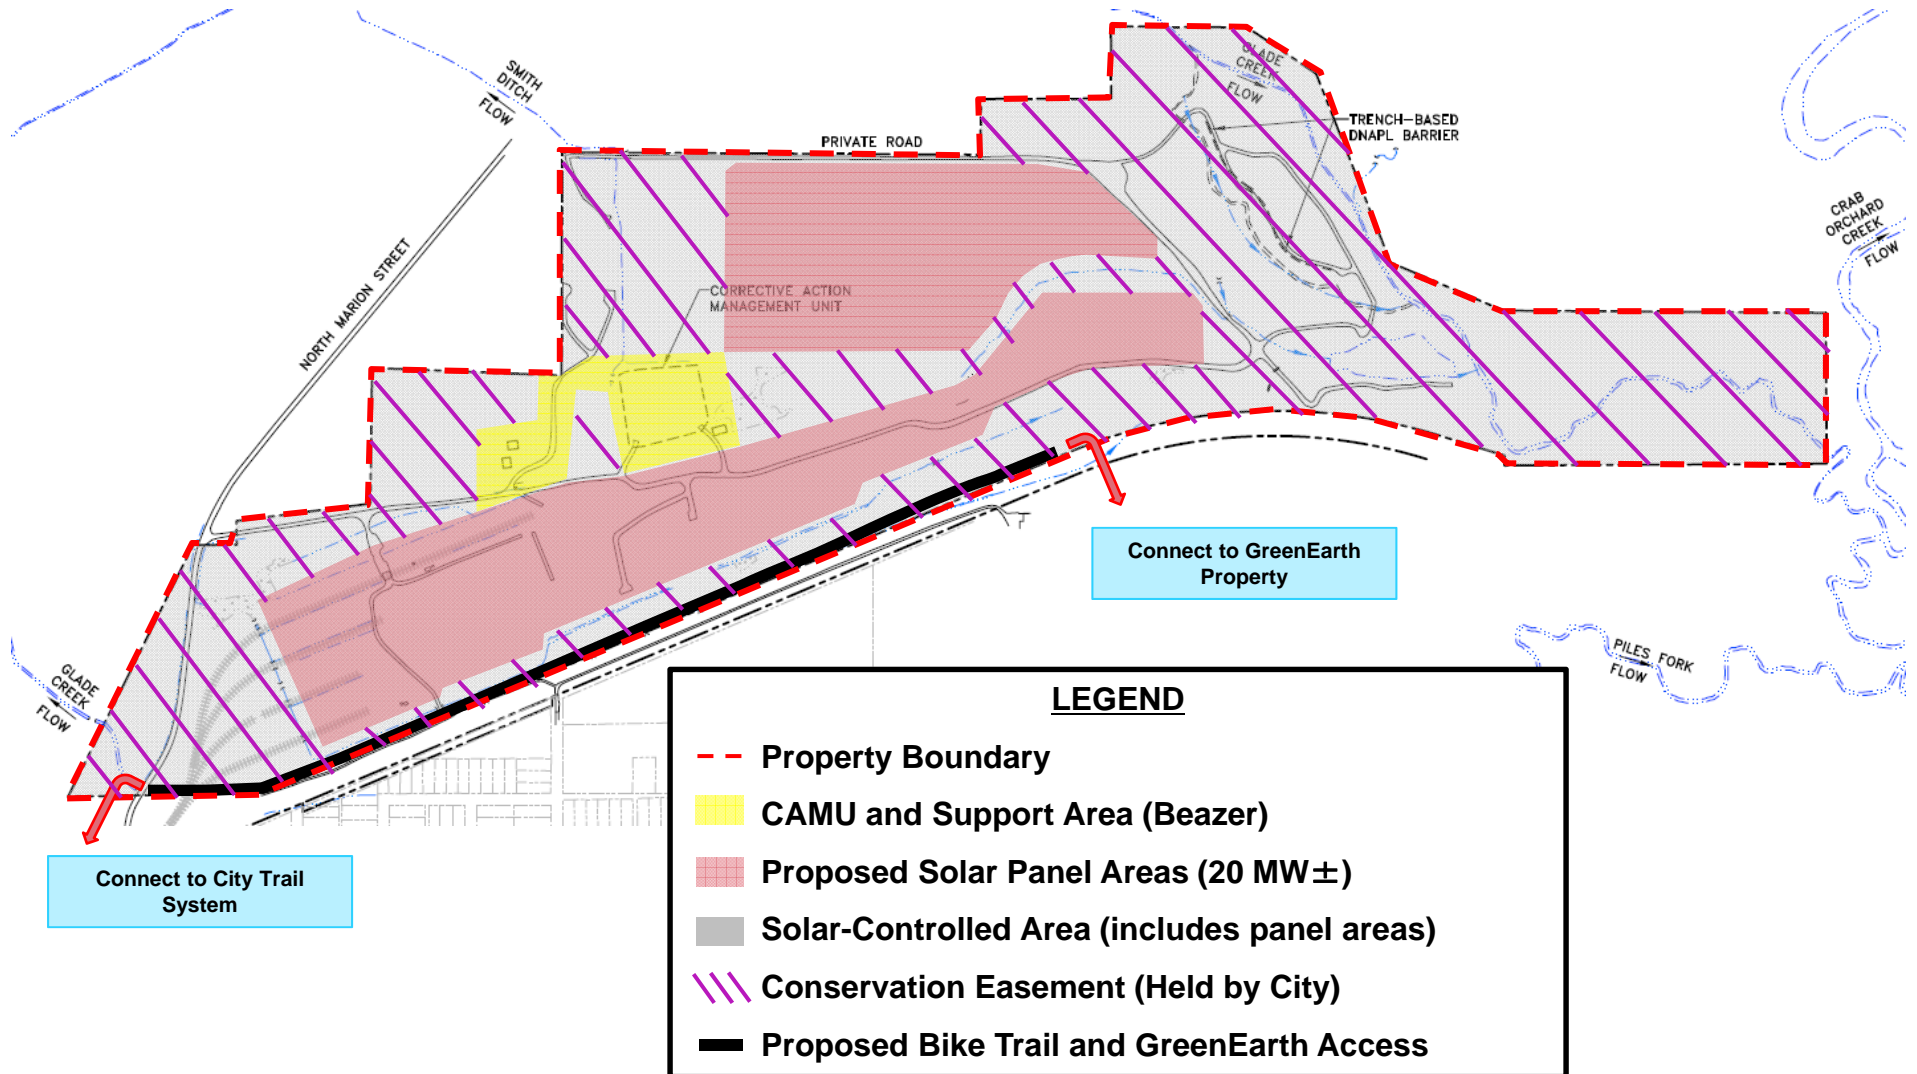 SMITH
DITCH
FLOW
GLADE
CREEK
FLOW
PRIVATE ROAD
TRENCH-BASED
DNAPL BARRIER
CRAB
ORCHARD
CREEK
FLOW
NORTH MARION STREET
CORRECTIVE ACTION
MANAGEMENT UNIT
Connect to GreenEarth
Property
PILES FORK
FLOW
GLADE
CREEK
FLOW
Connect to City Trail
System
LEGEND
Property Boundary
CAMU and Support Area (Beazer)
Proposed Solar Panel Areas (20 MW±)
Solar-Controlled Area (includes panel areas)
Conservation Easement (Held by City)
Proposed Bike Trail and GreenEarth Access